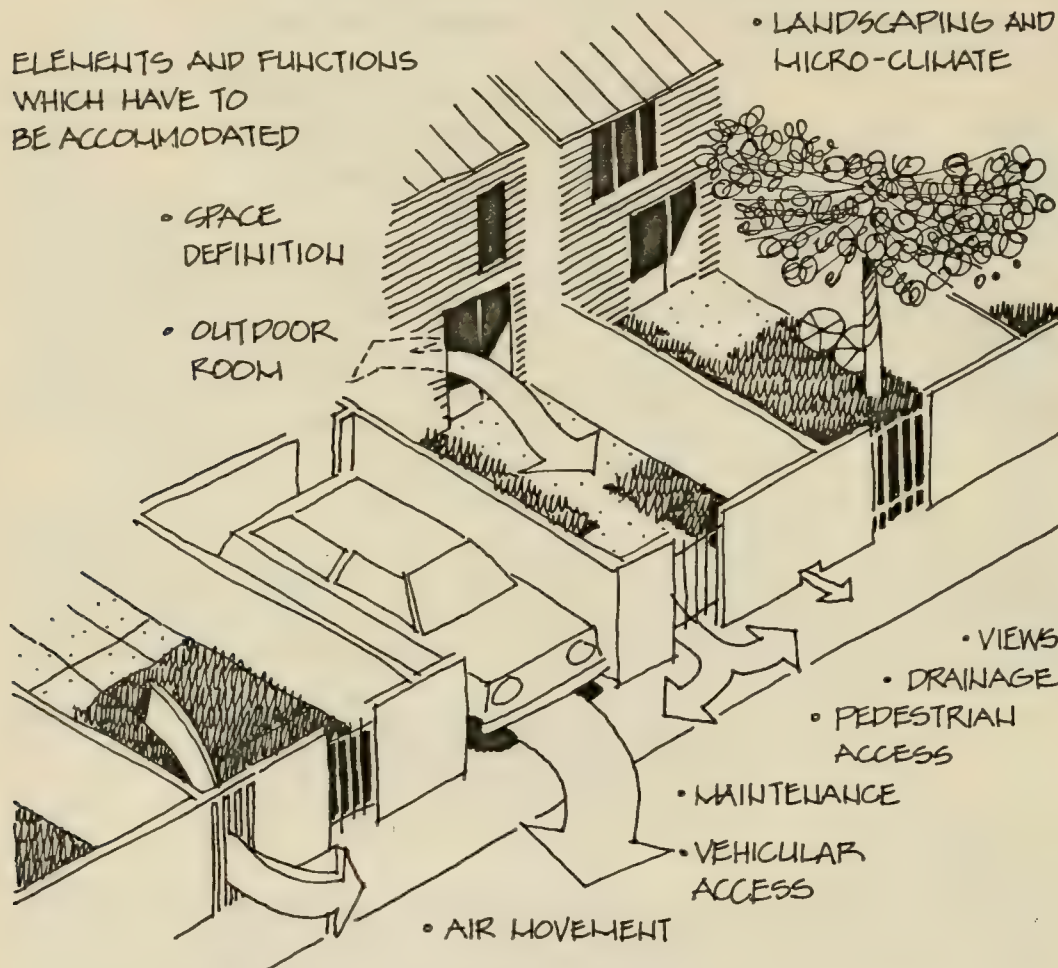 ELEMENTS AND FUNCTIONS
WHICH HAVE TO
BE ACCOMMODATED
• LANDSCAPING AND
MICRO-CLIMATE
• SPACE
DEFINITION
• OUTDOOR
ROOM
• VIEWS
• DRAINAGE
• PEDESTRIAN
ACCESS
• MAINTENANCE
• VEHICULAR
ACCESS
• AIR MOVEMENT